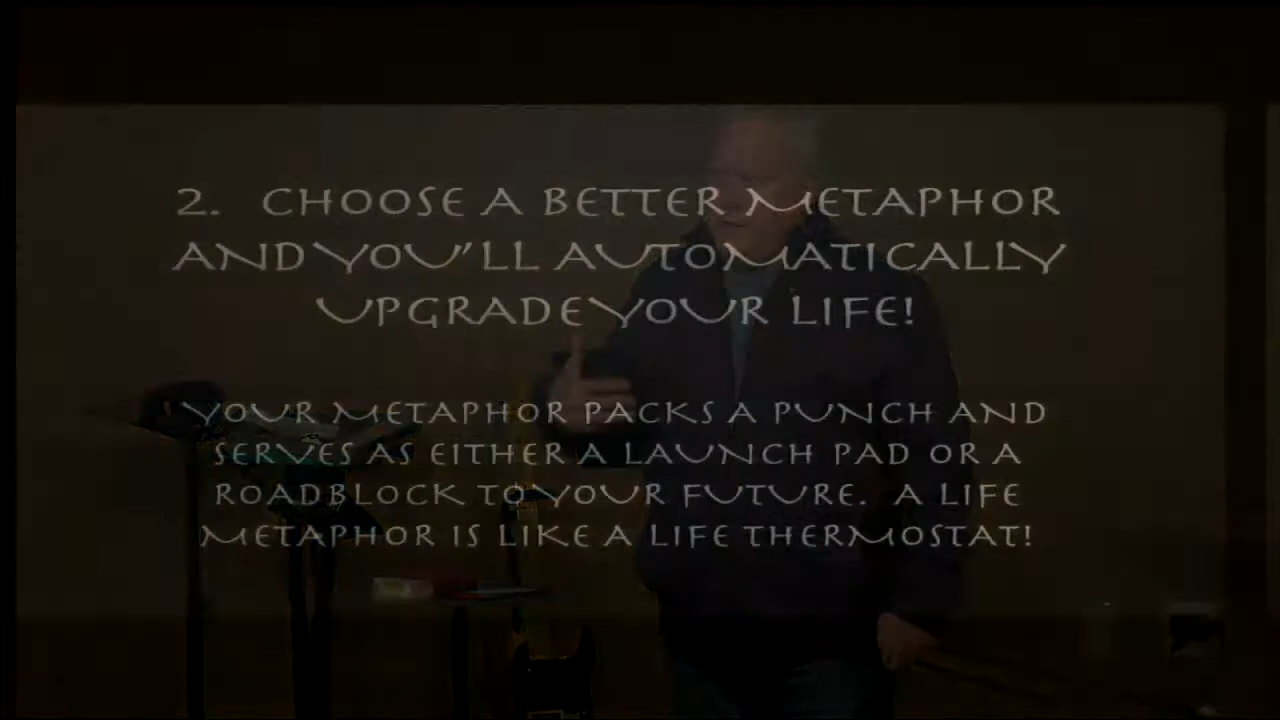 2. CHOOSE A BETTER METAPHOR
AND YOU'LL AUTOMATICALLY
UPGRADE YOUR LIFE!
YOUR METAPHOR PACKS A PUNCH AND
SERVES AS EITHER A LAUNCH PAD OR A
ROADBLOCK TO YOUR FUTURE. A LIFE
METAPHOR IS LIKE A LIFE THERMOSTAT!